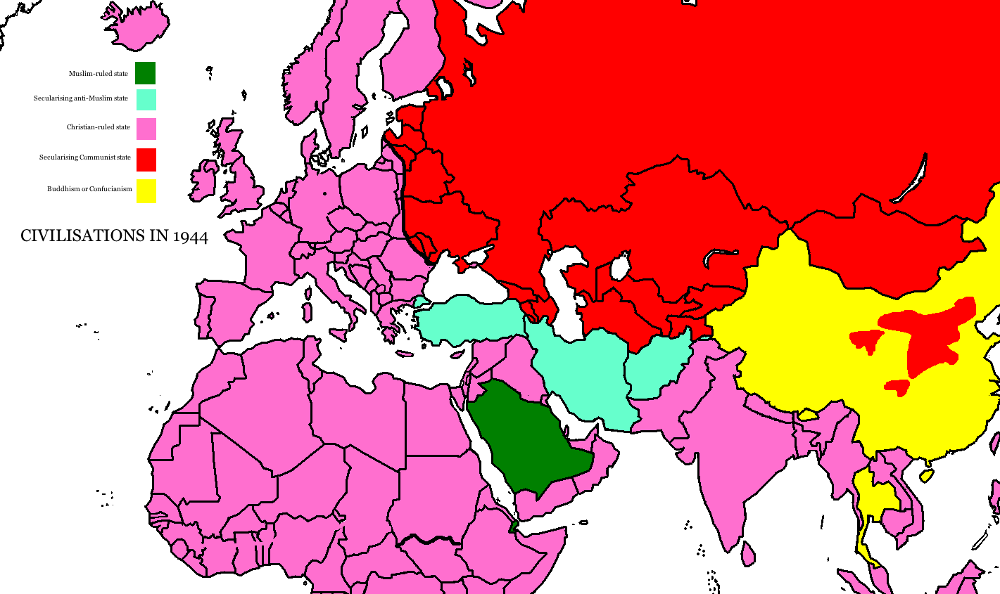 Muslim-ruled state
Secularising anti-Muslim state
Christian-ruled state
Secularising Communist state
Buddhism or Confucianism
CIVILISATIONS IN 1944